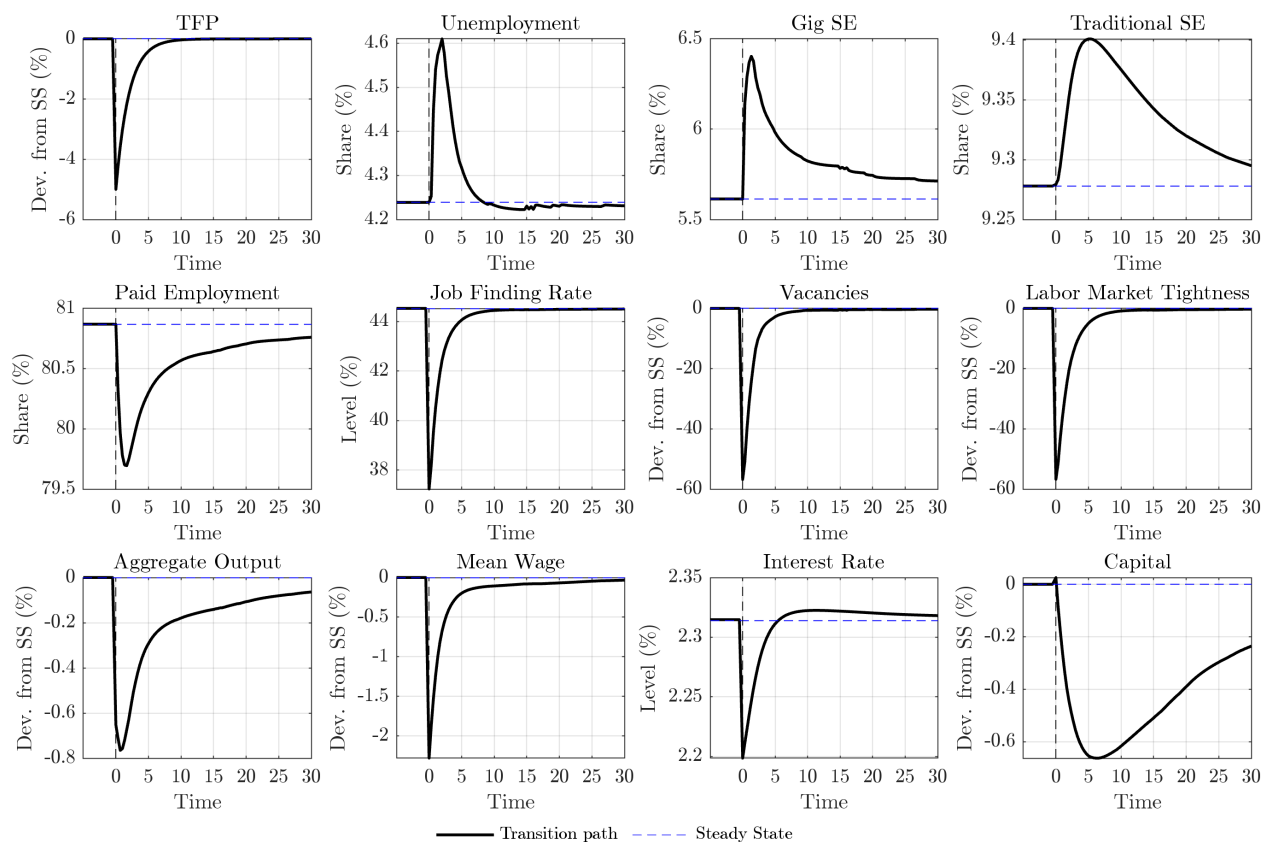 TFP
Dev. from SS (%)
0
-2
-4
-6
0 5 10 15 20 25 30
Time
Unemployment
Share (%)
4.6
4.5
4.4
4.3
4.2
0 5 10 15 20 25 30
Time
Gig SE
Share (%)
6.5
6
5.5
0 5 10 15 20 25 30
Time
Traditional SE
Share (%)
9.4
9.35
9.3
9.25
0 5 10 15 20 25 30
Time
Paid Employment
Share (%)
81
80.5
80
79.5
0 5 10 15 20 25 30
Time
Job Finding Rate
Level (%)
44
42
40
38
0 5 10 15 20 25 30
Time
Vacancies
Dev. from SS (%)
0
-20
-40
-60
0 5 10 15 20 25 30
Time
Labor Market Tightness
Dev. from SS (%)
0
-20
-40
-60
0 5 10 15 20 25 30
Time
Aggregate Output
Dev. from SS (%)
0
-0.2
-0.4
-0.6
-0.8
0 5 10 15 20 25 30
Time
Mean Wage
Dev. from SS (%)
0
-0.5
-1
-1.5
-2
0 5 10 15 20 25 30
Time
Interest Rate
Level (%)
2.35
2.3
2.25
2.2
0 5 10 15 20 25 30
Time
Capital
Dev. from SS (%)
0
-0.2
-0.4
-0.6
0 5 10 15 20 25 30
Time
Transition path
Steady State